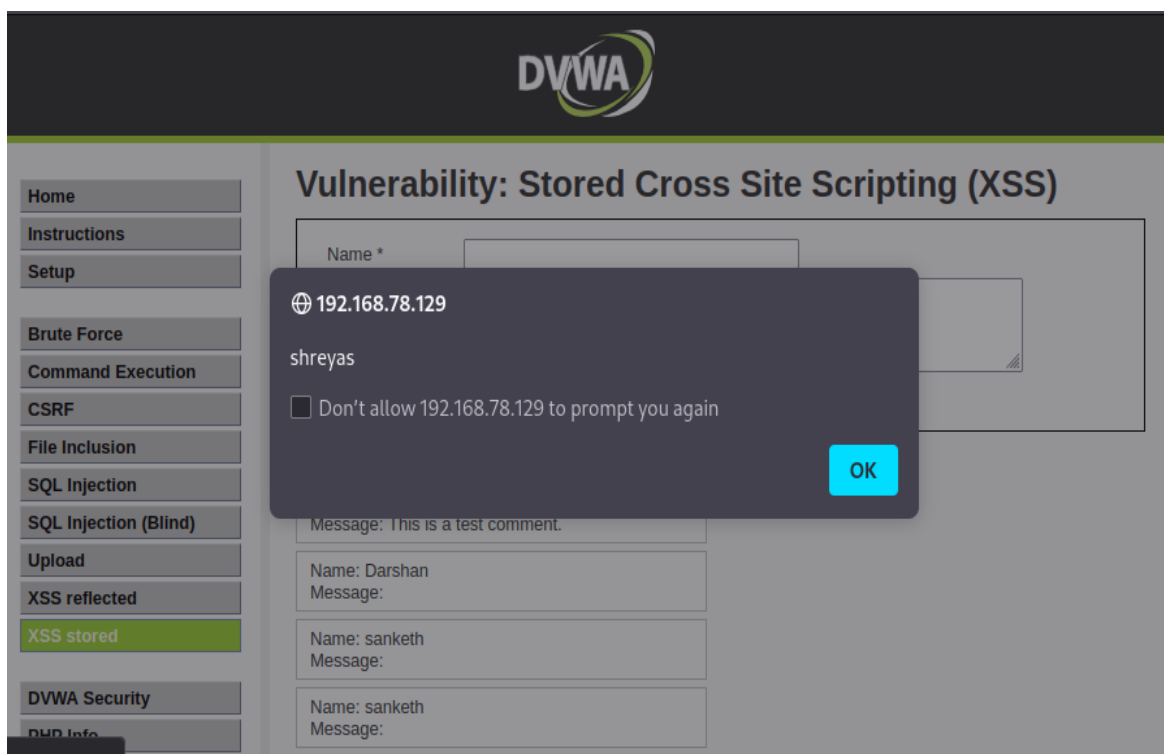 DVWA
Vulnerability: Stored Cross Site Scripting (XSS)
Home
Instructions
Setup
Brute Force
Command Execution
CSRF
File Inclusion
SQL Injection
SQL Injection (Blind)
Upload
XSS reflected
XSS stored
DVWA Security
PHP Info
Name *
192.168.78.129
shreyas
Don’t allow 192.168.78.129 to prompt you again
OK
Message: This is a test comment.
Name: Darshan
Message:
Name: sanketh
Message:
Name: sanketh
Message: